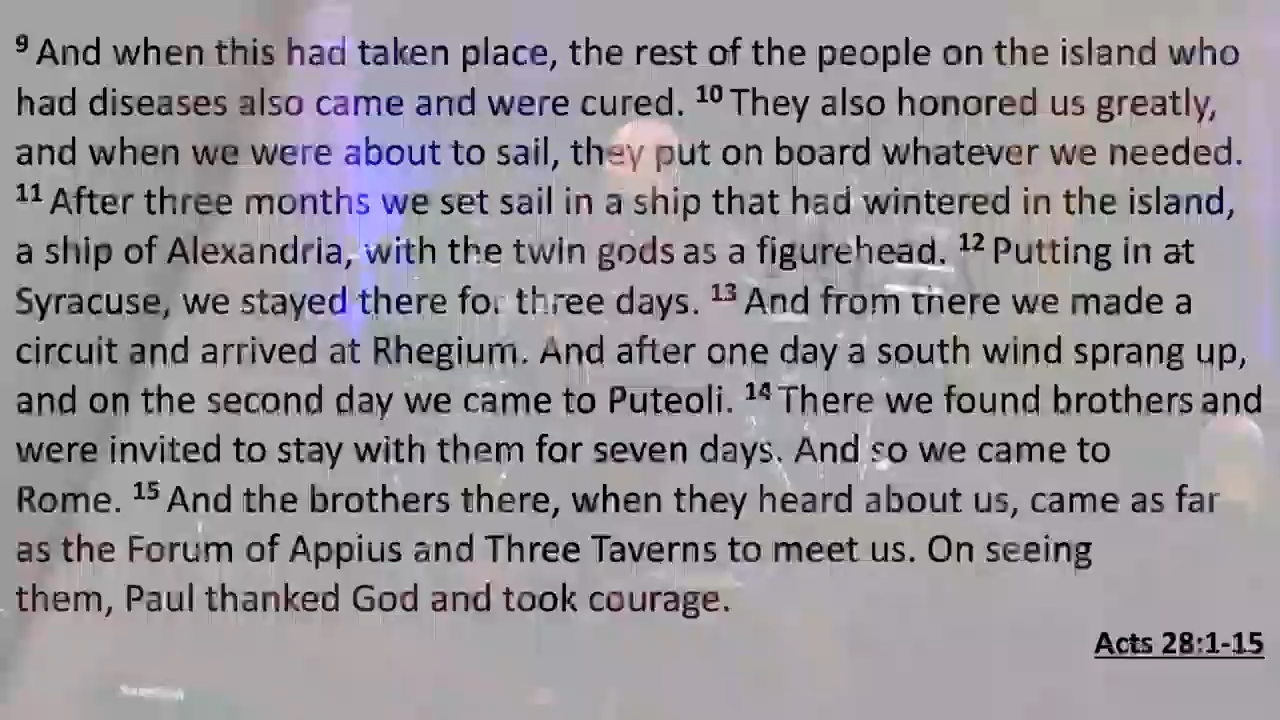 ⁹ And when this had taken place, the rest of the people on the island who
had diseases also came and were cured. ¹⁰ They also honored us greatly,
and when we were about to sail, they put on board whatever we needed.
¹¹ After three months we set sail in a ship that had wintered in the island,
a ship of Alexandria, with the twin gods as a figurehead. ¹² Putting in at
Syracuse, we stayed there for three days. ¹³ And from there we made a
circuit and arrived at Rhegium. And after one day a south wind sprang up,
and on the second day we came to Puteoli. ¹⁴ There we found brothers and
were invited to stay with them for seven days. And so we came to
Rome. ¹⁵ And the brothers there, when they heard about us, came as far
as the Forum of Appius and Three Taverns to meet us. On seeing
them, Paul thanked God and took courage.
Acts 28:1-15